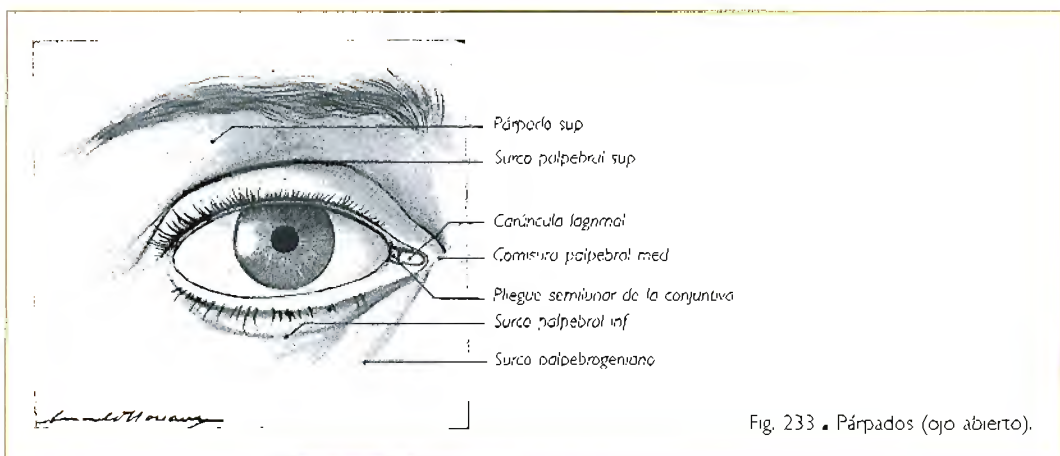 Párpado sup
Surco palpebral sup
Carúncula lagrimal
Comisura palpebral med
Pliegue semilunar de la conjuntiva
Surco palpebral inf
Surco palpebrogeniano
Fig. 233 . Párpados (ojo abierto).